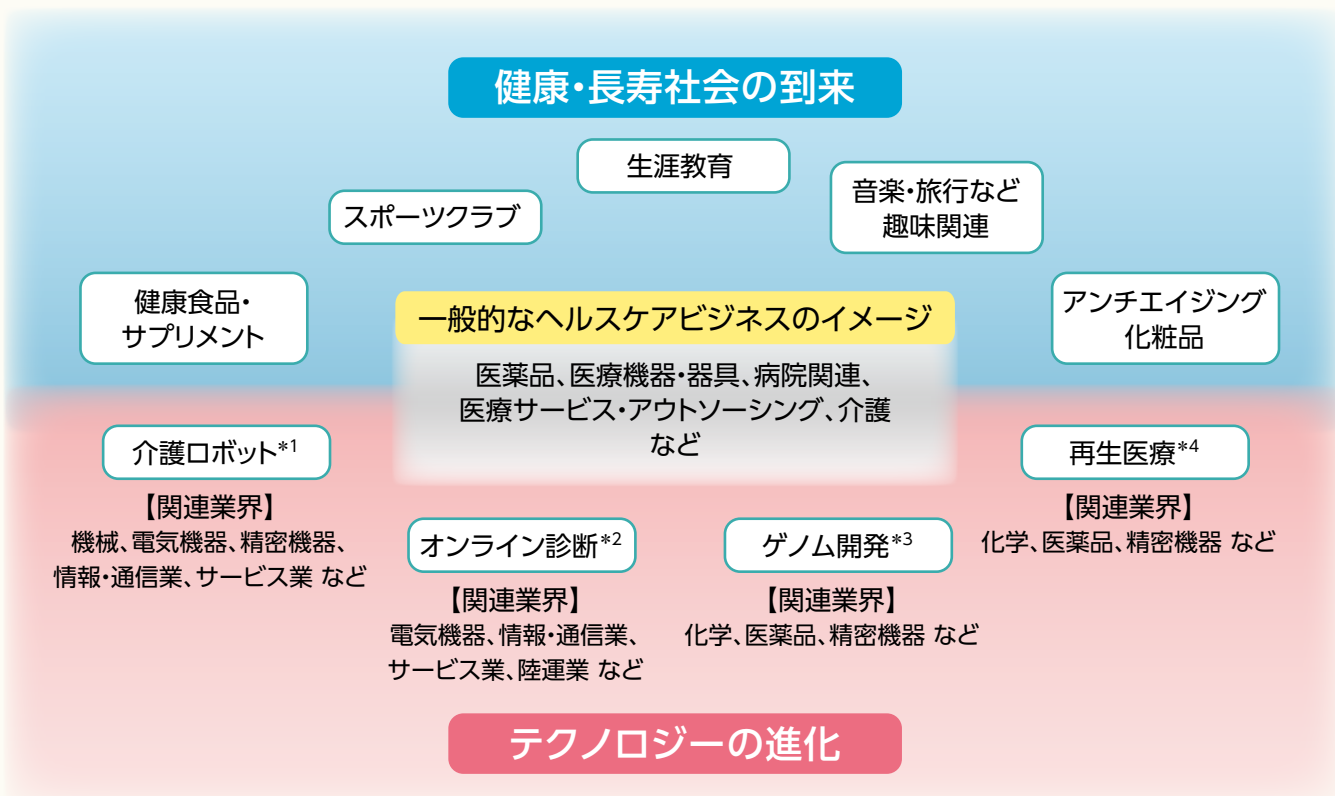 健康・長寿社会の到来
生涯教育
音楽・旅行など
趣味関連
スポーツクラブ
健康食品・
サプリメント
アンチエイジング
化粧品
一般的なヘルスケアビジネスのイメージ
医薬品、医療機器・器具、病院関連、
医療サービス・アウトソーシング、介護
など
介護ロボット*1
【関連業界】
機械、電気機器、精密機器、
情報・通信業、サービス業 など
オンライン診断*2
【関連業界】
電気機器、情報・通信業、
サービス業、陸運業 など
ゲノム開発*3
【関連業界】
化学、医薬品、精密機器 など
再生医療*4
【関連業界】
化学、医薬品、精密機器 など
テクノロジーの進化